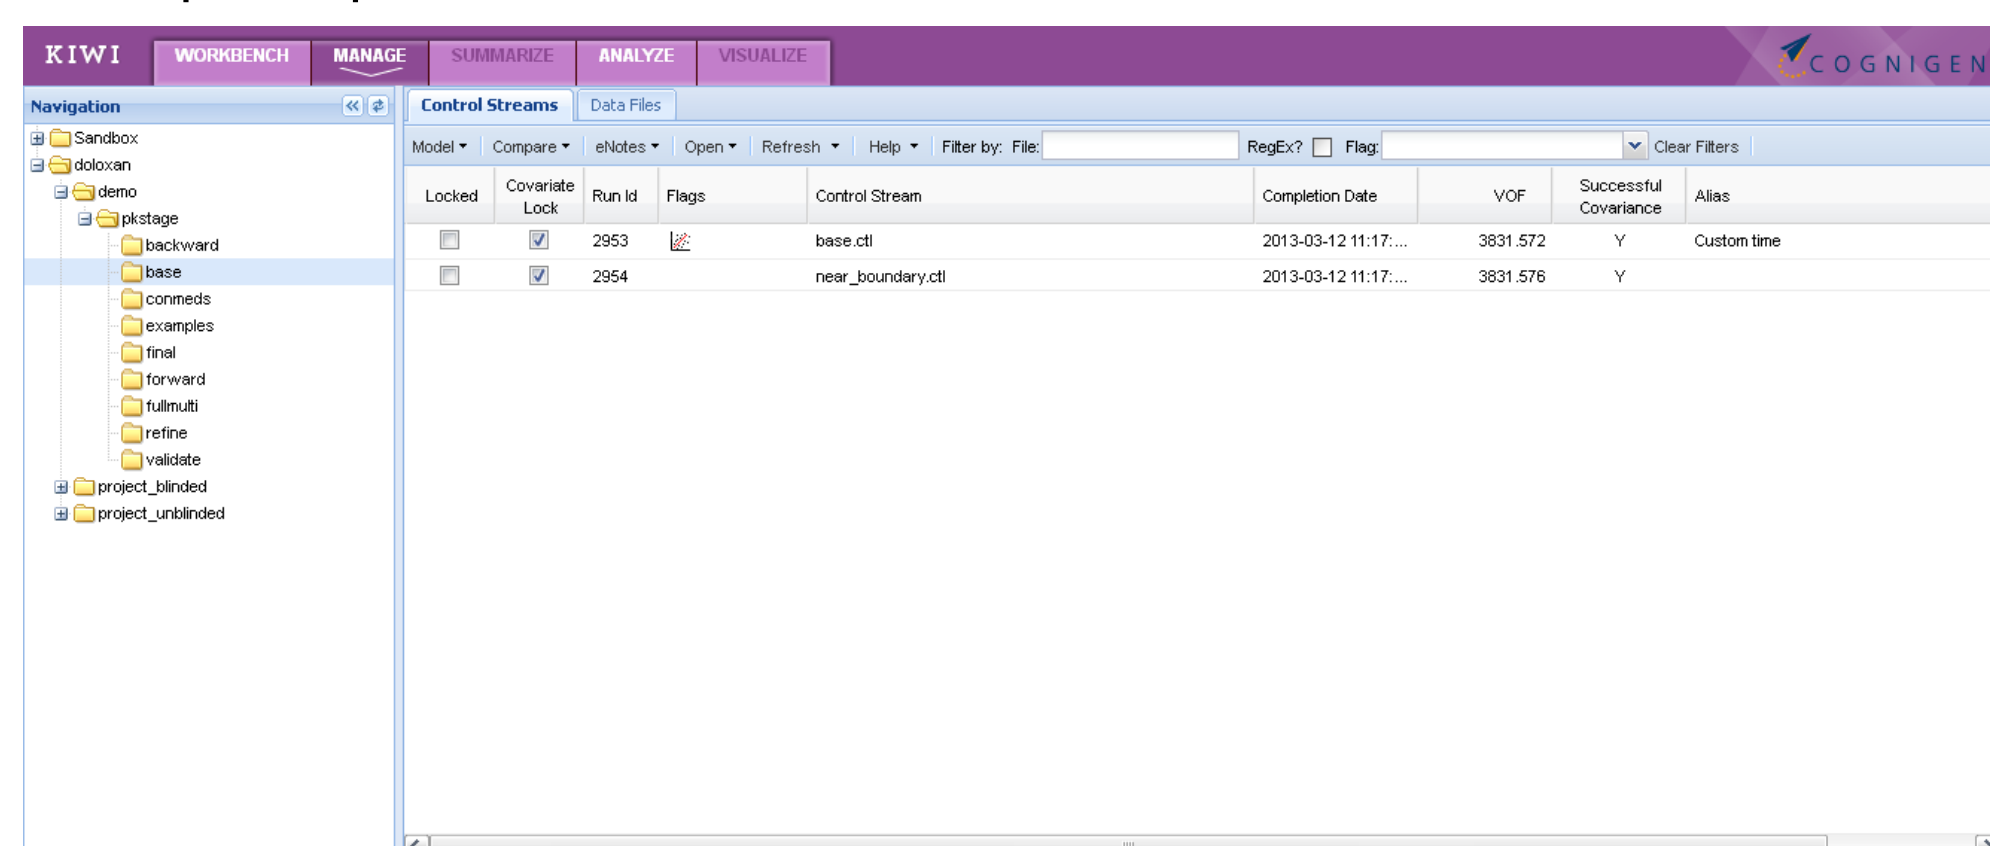 KIWI WORKBENCH MANAGE SUMMARIZE ANALYZE VISUALIZE COGNIGEN
Navigation
Sandbox
doloxan
demo
pkstage
backward
base
conmeds
examples
final
forward
fullmulti
refine
validate
project_blinded
project_unblinded
Control Streams Data Files
Model Compare eNotes Open Refresh Help Filter by: File: RegEx? Flag: Clear Filters
Locked Covariate Lock Run Id Flags Control Stream Completion Date VOF Successful Covariance Alias
2953 base.ctl 2013-03-12 11:17:... 3831.572 Y Custom time
2954 near_boundary.ctl 2013-03-12 11:17:... 3831.576 Y